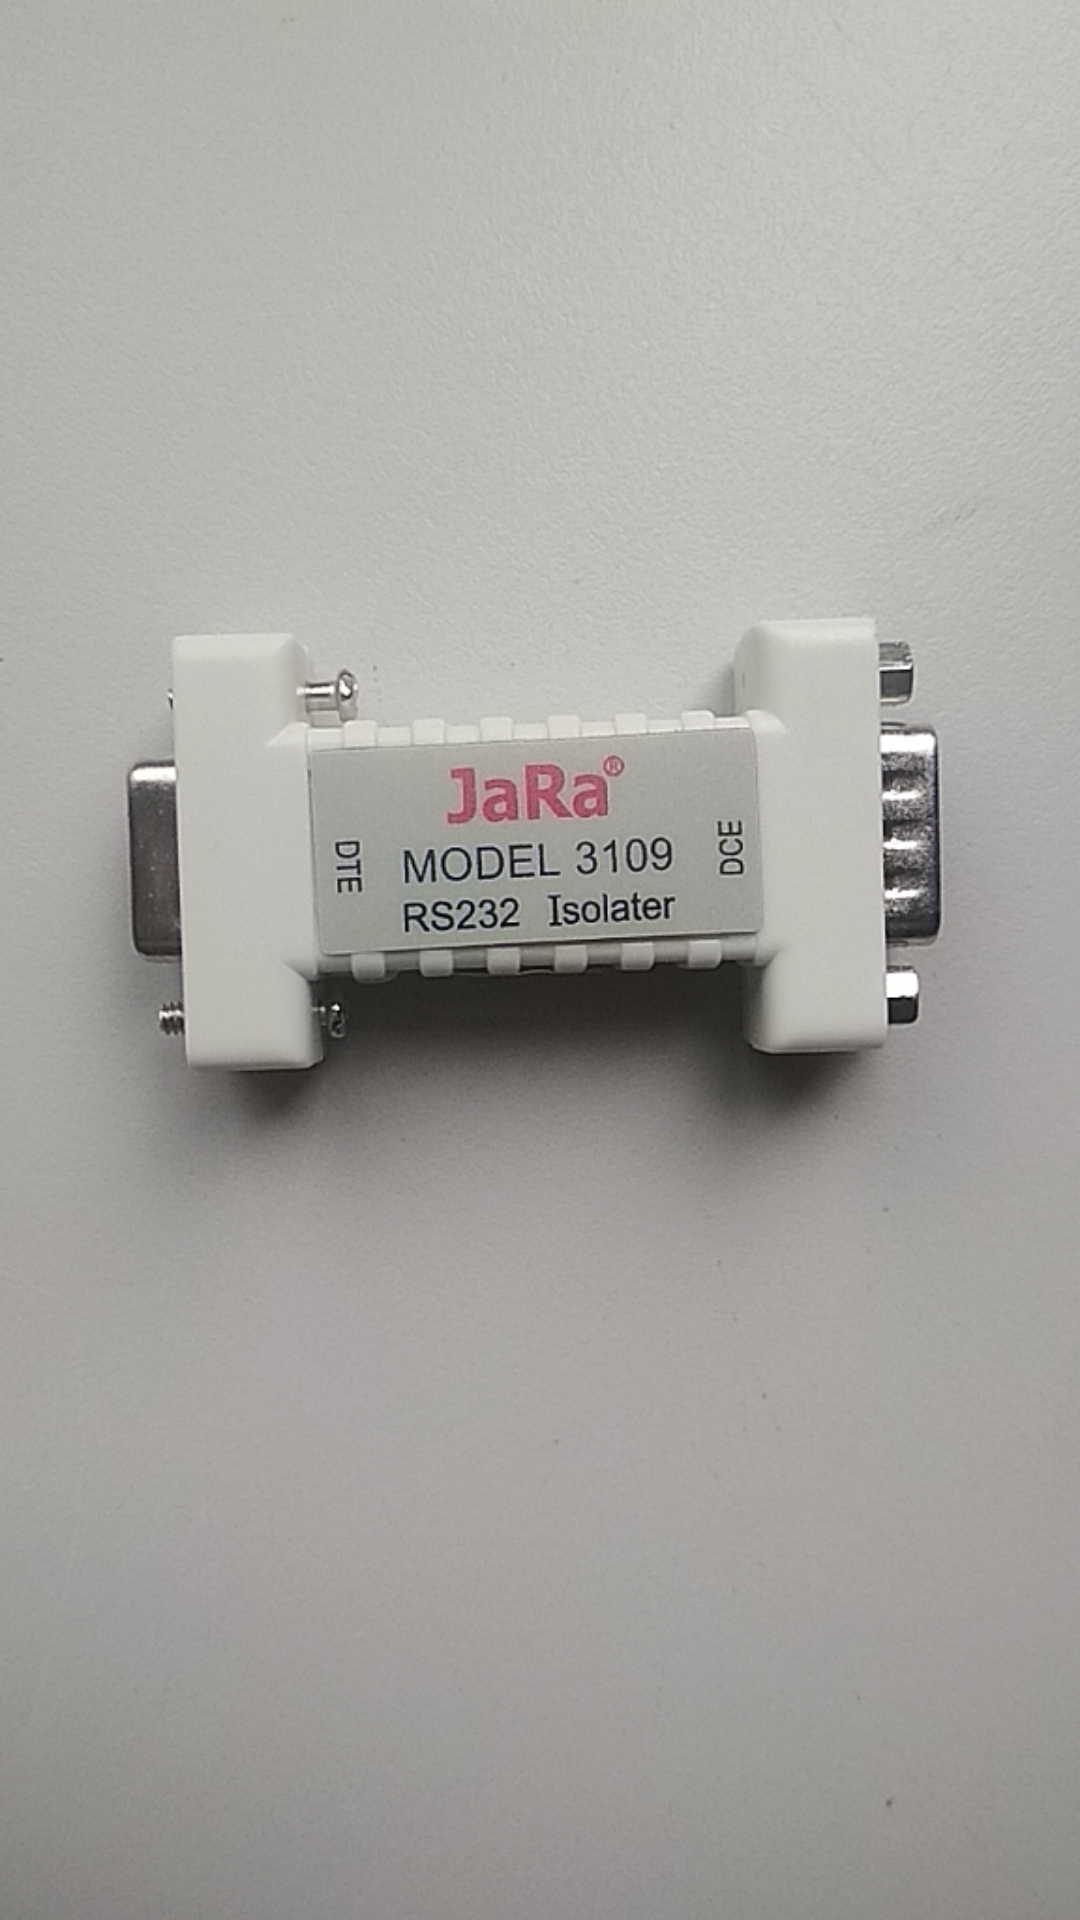 JaRa®
DTE
MODEL 3109
DCE
RS232 Isolater